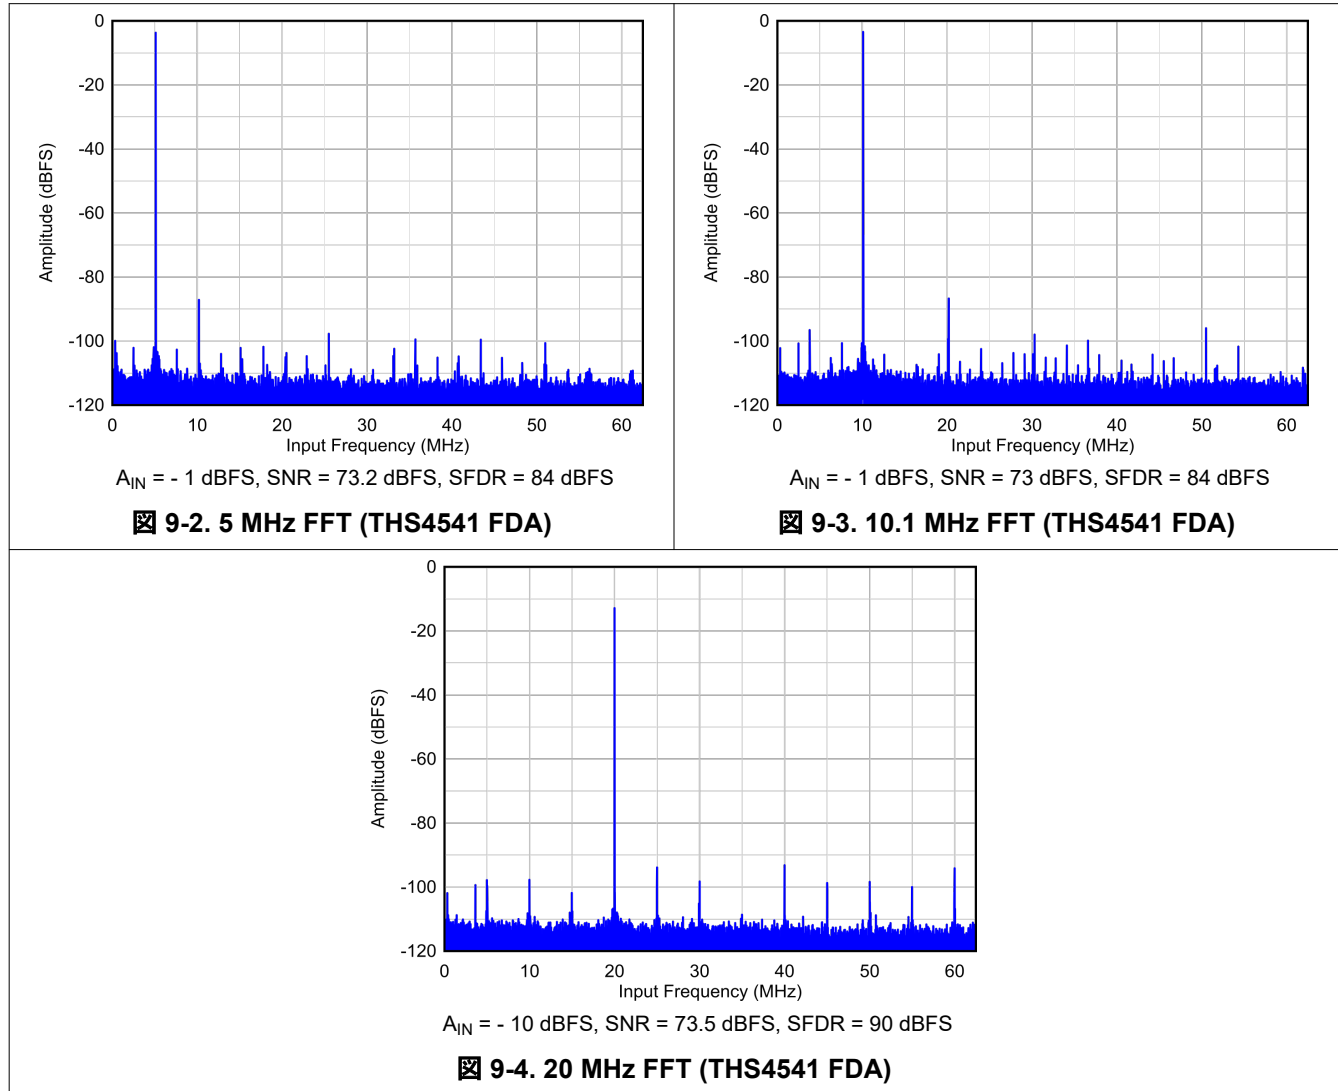 0
-20
-40
-60
-80
-100
-120
Amplitude (dBFS)
0 10 20 30 40 50 60
Input Frequency (MHz)
A_IN = - 1 dBFS, SNR = 73.2 dBFS, SFDR = 84 dBFS
図 9-2. 5 MHz FFT (THS4541 FDA)
0
-20
-40
-60
-80
-100
-120
Amplitude (dBFS)
0 10 20 30 40 50 60
Input Frequency (MHz)
A_IN = - 1 dBFS, SNR = 73 dBFS, SFDR = 84 dBFS
図 9-3. 10.1 MHz FFT (THS4541 FDA)
0
-20
-40
-60
-80
-100
-120
Amplitude (dBFS)
0 10 20 30 40 50 60
Input Frequency (MHz)
A_IN = - 10 dBFS, SNR = 73.5 dBFS, SFDR = 90 dBFS
図 9-4. 20 MHz FFT (THS4541 FDA)